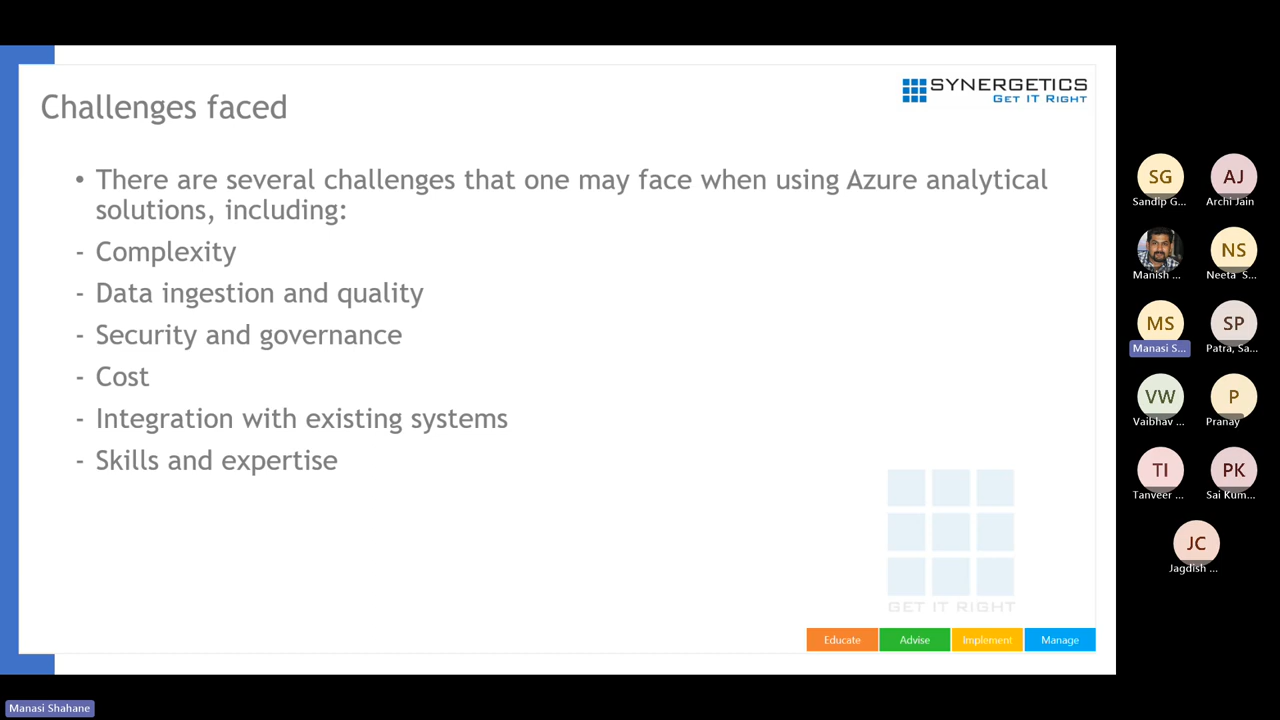 SYNERGETICS
GET IT RIGHT
Challenges faced
• There are several challenges that one may face when using Azure analytical
solutions, including:
- Complexity
- Data ingestion and quality
- Security and governance
- Cost
- Integration with existing systems
- Skills and expertise
GET IT RIGHT
Educate Advise Implement Manage
SG AJ
Sandip G... Archi Jain
NS
Manish ... Neeta S...
MS SP
Manasi S... Patra, Sa...
VW P
Vaibhav ... Pranay
TI PK
Tanveer ... Sai Kum...
JC
Jagdish ...
Manasi Shahane